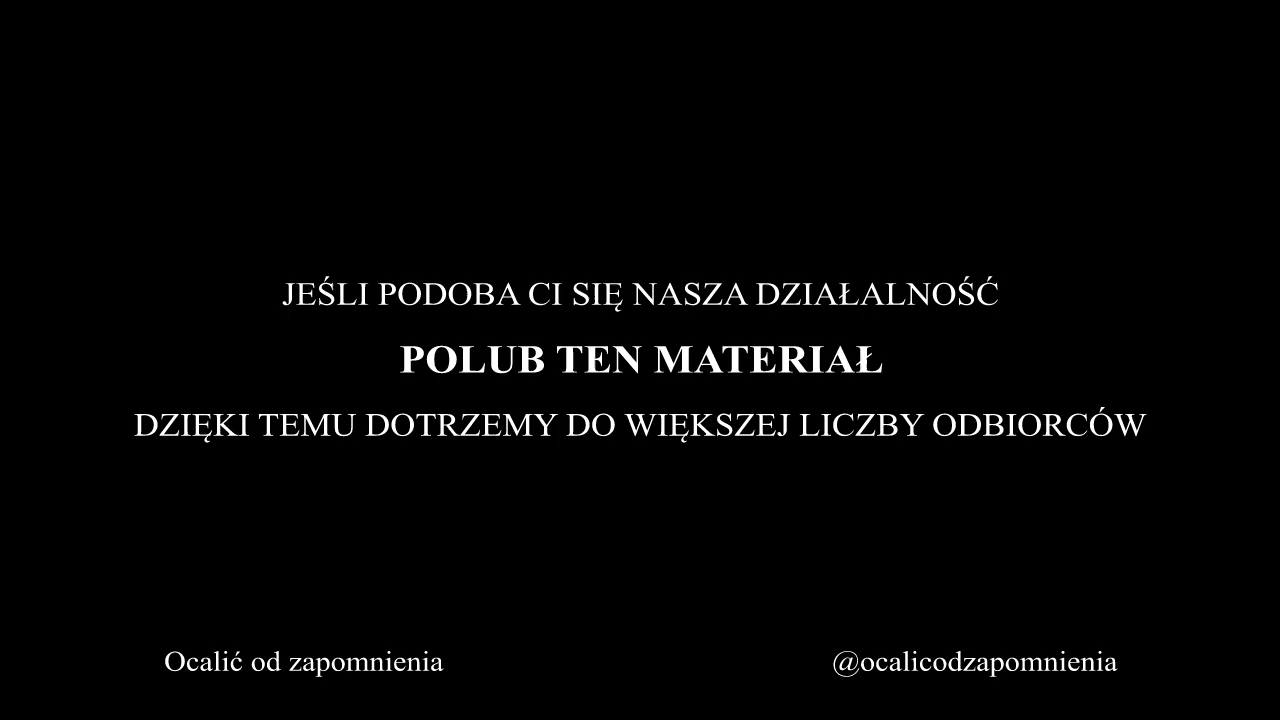 JEŚLI PODOBA CI SIĘ NASZA DZIAŁALNOŚĆ
POLUB TEN MATERIAŁ
DZIĘKI TEMU DOTRZEMY DO WIĘKSZEJ LICZBY ODBIORCÓW
Ocalić od zapomnienia
@ocalicodzapomnienia